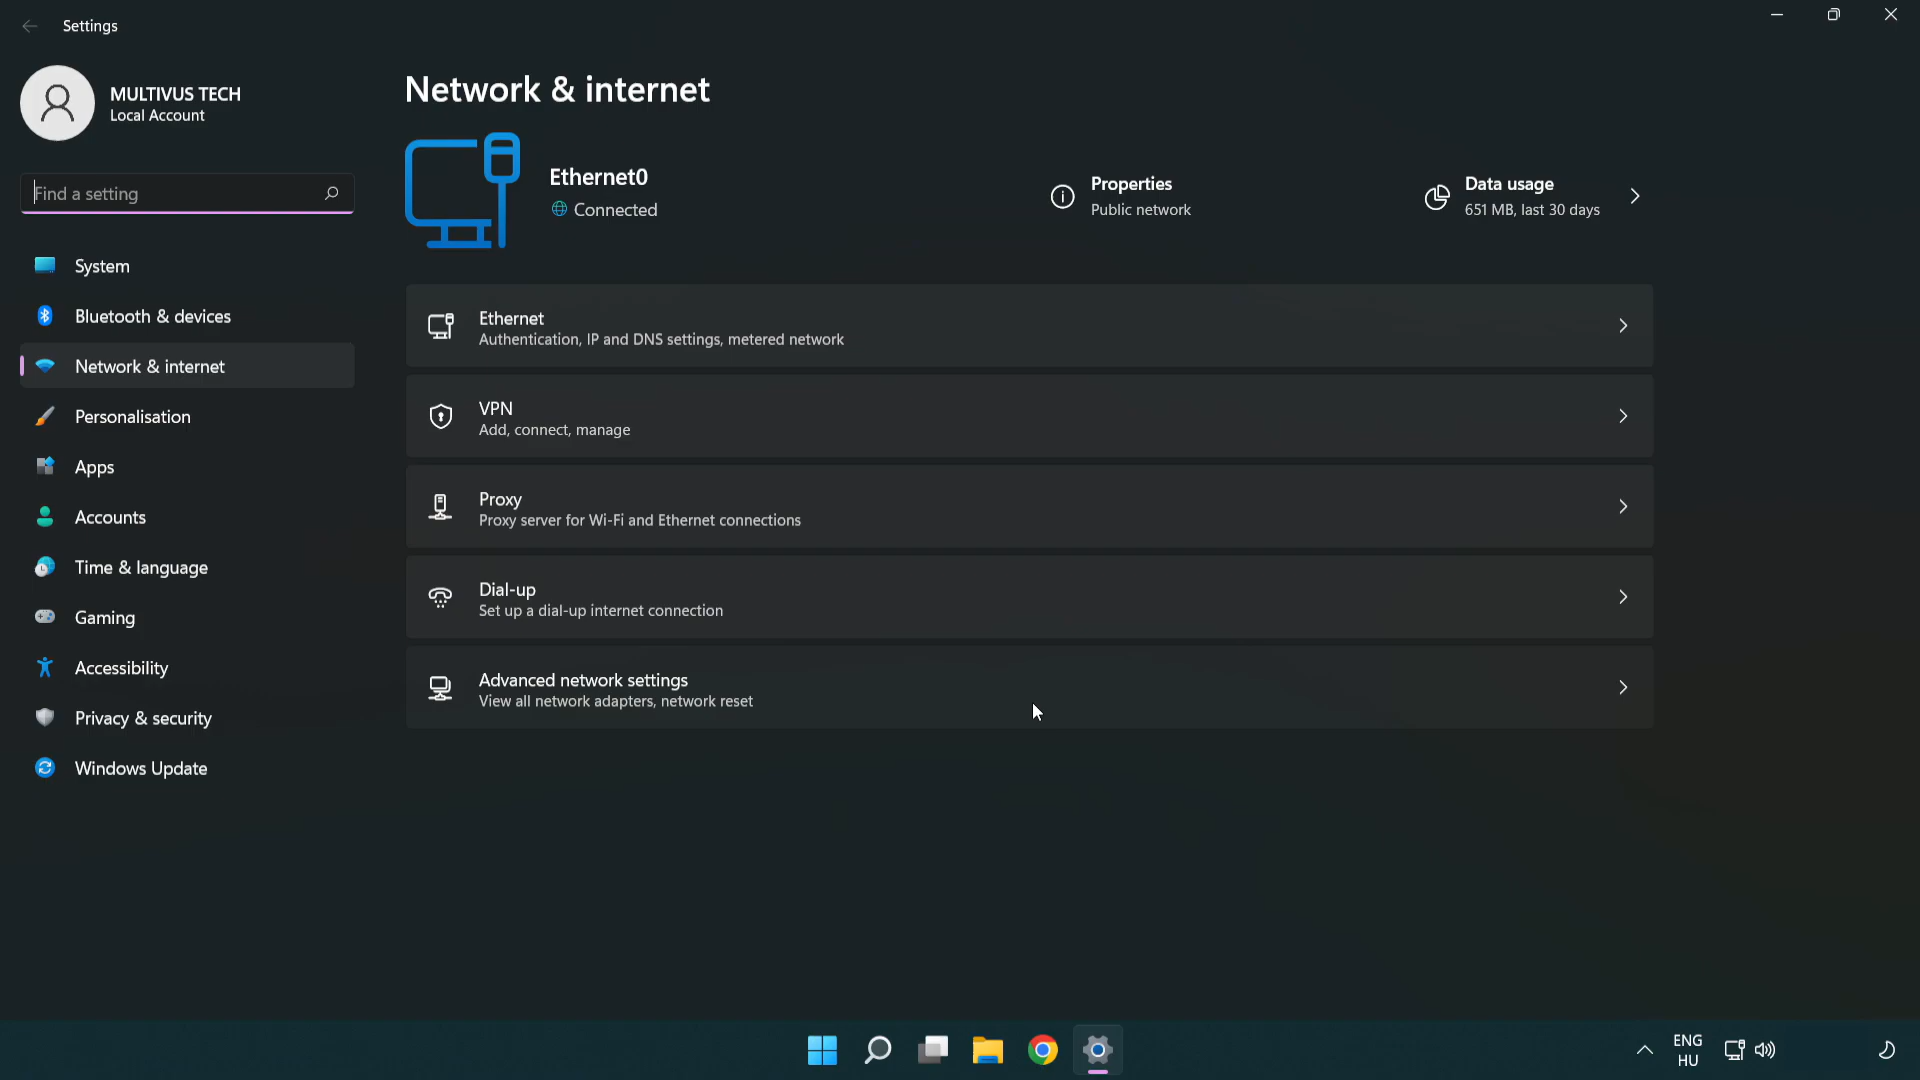 Settings
MULTIVUS TECH
Local Account
Find a setting
System
Bluetooth & devices
Network & internet
Personalisation
Apps
Accounts
Time & language
Gaming
Accessibility
Privacy & security
Windows Update
Network & internet
Ethernet0
Connected
Properties
Public network
Data usage
651 MB, last 30 days
Ethernet
Authentication, IP and DNS settings, metered network
VPN
Add, connect, manage
Proxy
Proxy server for Wi-Fi and Ethernet connections
Dial-up
Set up a dial-up internet connection
Advanced network settings
View all network adapters, network reset
ENG
HU